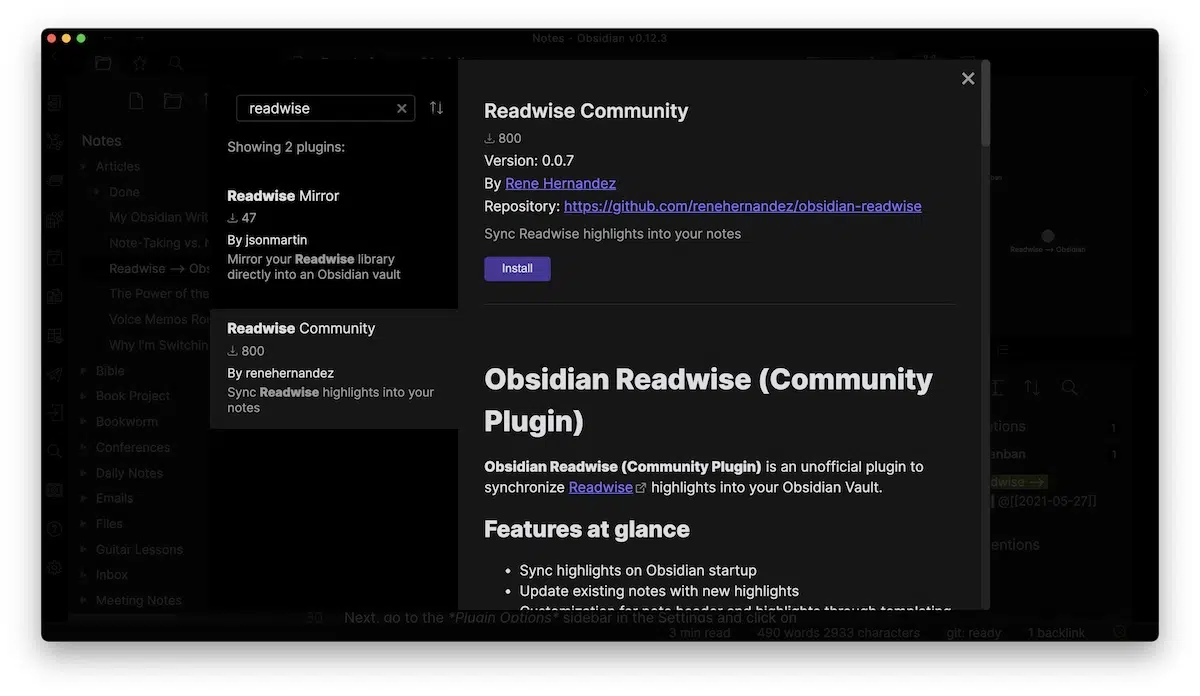 Notes - Obsidian v0.12.3
readwise
Showing 2 plugins:
Readwise Mirror
47
By jsonmartin
Mirror your Readwise library
directly into an Obsidian vault
Readwise Community
800
By renehernandez
Sync Readwise highlights into your
notes
Readwise Community
800
Version: 0.0.7
By Rene Hernandez
Repository: https://github.com/renehernandez/obsidian-readwise
Sync Readwise highlights into your notes
Install
Obsidian Readwise (Community
Plugin)
Obsidian Readwise (Community Plugin) is an unofficial plugin to
synchronize Readwise highlights into your Obsidian Vault.
Features at glance
• Sync highlights on Obsidian startup
• Update existing notes with new highlights
• Customization for note header and highlights through templating
Notes
Articles
Done
My Obsidian Writ
Note-Taking vs.
Readwise → Obs
The Power of the
Voice Memos Ro
Why I'm Switchin
Bible
Book Project
Bookworm
Conferences
Daily Notes
Emails
Files
Guitar Lessons
Inbox
Meeting Notes
Readwise → Obsidian
tions
1
anban
1
dwise →
@[[2021-05-27]]
entions
30 Next, go to the *Plugin Options* sidebar in the Settings and click on
3 min read 490 words 2933 characters git: ready 1 backlink